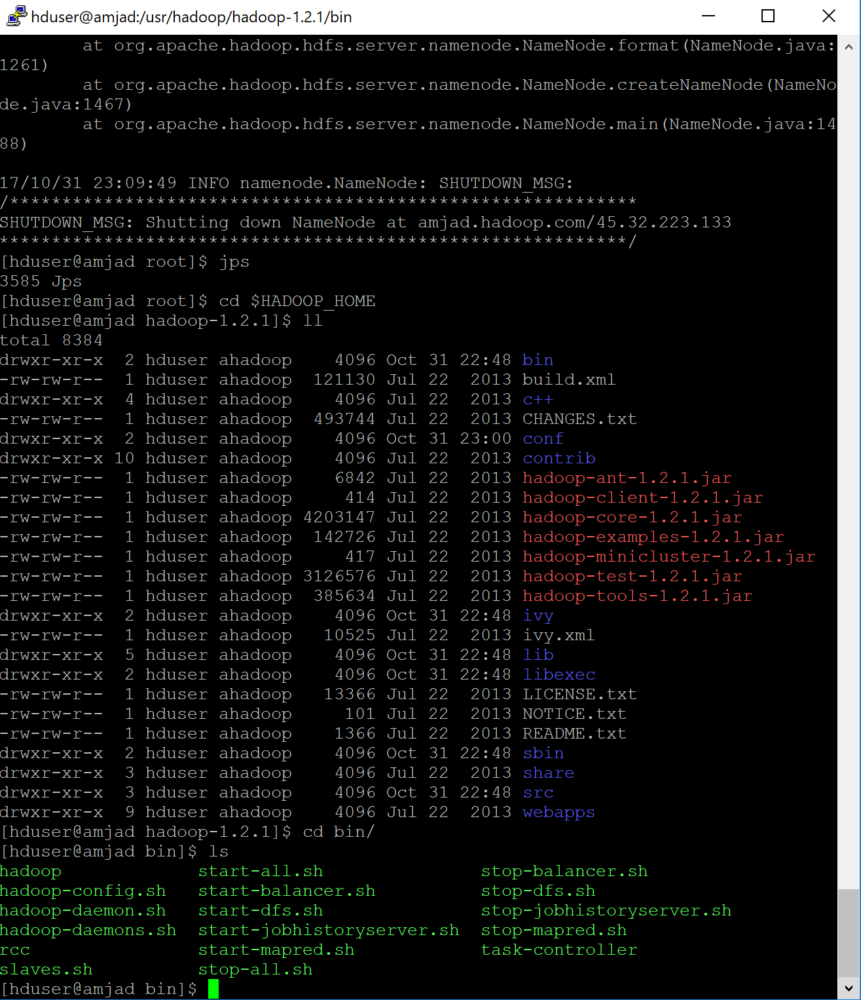 hduser@amjad:/usr/hadoop/hadoop-1.2.1/bin
        at org.apache.hadoop.hdfs.server.namenode.NameNode.format(NameNode.java:
1261)
        at org.apache.hadoop.hdfs.server.namenode.NameNode.createNameNode(NameNo
de.java:1467)
        at org.apache.hadoop.hdfs.server.namenode.NameNode.main(NameNode.java:14
88)

17/10/31 23:09:49 INFO namenode.NameNode: SHUTDOWN_MSG:
/************************************************************
SHUTDOWN_MSG: Shutting down NameNode at amjad.hadoop.com/45.32.223.133
************************************************************/
[hduser@amjad root]$ jps
3585 Jps
[hduser@amjad root]$ cd $HADOOP_HOME
[hduser@amjad hadoop-1.2.1]$ ll
total 8384
drwxr-xr-x  2 hduser ahadoop    4096 Oct 31 22:48 bin
-rw-rw-r--  1 hduser ahadoop  121130 Jul 22  2013 build.xml
drwxr-xr-x  4 hduser ahadoop    4096 Jul 22  2013 c++
-rw-rw-r--  1 hduser ahadoop  493744 Jul 22  2013 CHANGES.txt
drwxr-xr-x  2 hduser ahadoop    4096 Oct 31 23:00 conf
drwxr-xr-x 10 hduser ahadoop    4096 Jul 22  2013 contrib
-rw-rw-r--  1 hduser ahadoop    6842 Jul 22  2013 hadoop-ant-1.2.1.jar
-rw-rw-r--  1 hduser ahadoop     414 Jul 22  2013 hadoop-client-1.2.1.jar
-rw-rw-r--  1 hduser ahadoop 4203147 Jul 22  2013 hadoop-core-1.2.1.jar
-rw-rw-r--  1 hduser ahadoop  142726 Jul 22  2013 hadoop-examples-1.2.1.jar
-rw-rw-r--  1 hduser ahadoop     417 Jul 22  2013 hadoop-minicluster-1.2.1.jar
-rw-rw-r--  1 hduser ahadoop 3126576 Jul 22  2013 hadoop-test-1.2.1.jar
-rw-rw-r--  1 hduser ahadoop  385634 Jul 22  2013 hadoop-tools-1.2.1.jar
drwxr-xr-x  2 hduser ahadoop    4096 Oct 31 22:48 ivy
-rw-rw-r--  1 hduser ahadoop   10525 Jul 22  2013 ivy.xml
drwxr-xr-x  5 hduser ahadoop    4096 Oct 31 22:48 lib
drwxr-xr-x  2 hduser ahadoop    4096 Oct 31 22:48 libexec
-rw-rw-r--  1 hduser ahadoop   13366 Jul 22  2013 LICENSE.txt
-rw-rw-r--  1 hduser ahadoop     101 Jul 22  2013 NOTICE.txt
-rw-rw-r--  1 hduser ahadoop    1366 Jul 22  2013 README.txt
drwxr-xr-x  2 hduser ahadoop    4096 Oct 31 22:48 sbin
drwxr-xr-x  3 hduser ahadoop    4096 Jul 22  2013 share
drwxr-xr-x  3 hduser ahadoop    4096 Oct 31 22:48 src
drwxr-xr-x  9 hduser ahadoop    4096 Jul 22  2013 webapps
[hduser@amjad hadoop-1.2.1]$ cd bin/
[hduser@amjad bin]$ ls
hadoop             start-all.sh               stop-balancer.sh
hadoop-config.sh   start-balancer.sh          stop-dfs.sh
hadoop-daemon.sh   start-dfs.sh               stop-jobhistoryserver.sh
hadoop-daemons.sh  start-jobhistoryserver.sh  stop-mapred.sh
rcc                start-mapred.sh            task-controller
slaves.sh          stop-all.sh
[hduser@amjad bin]$